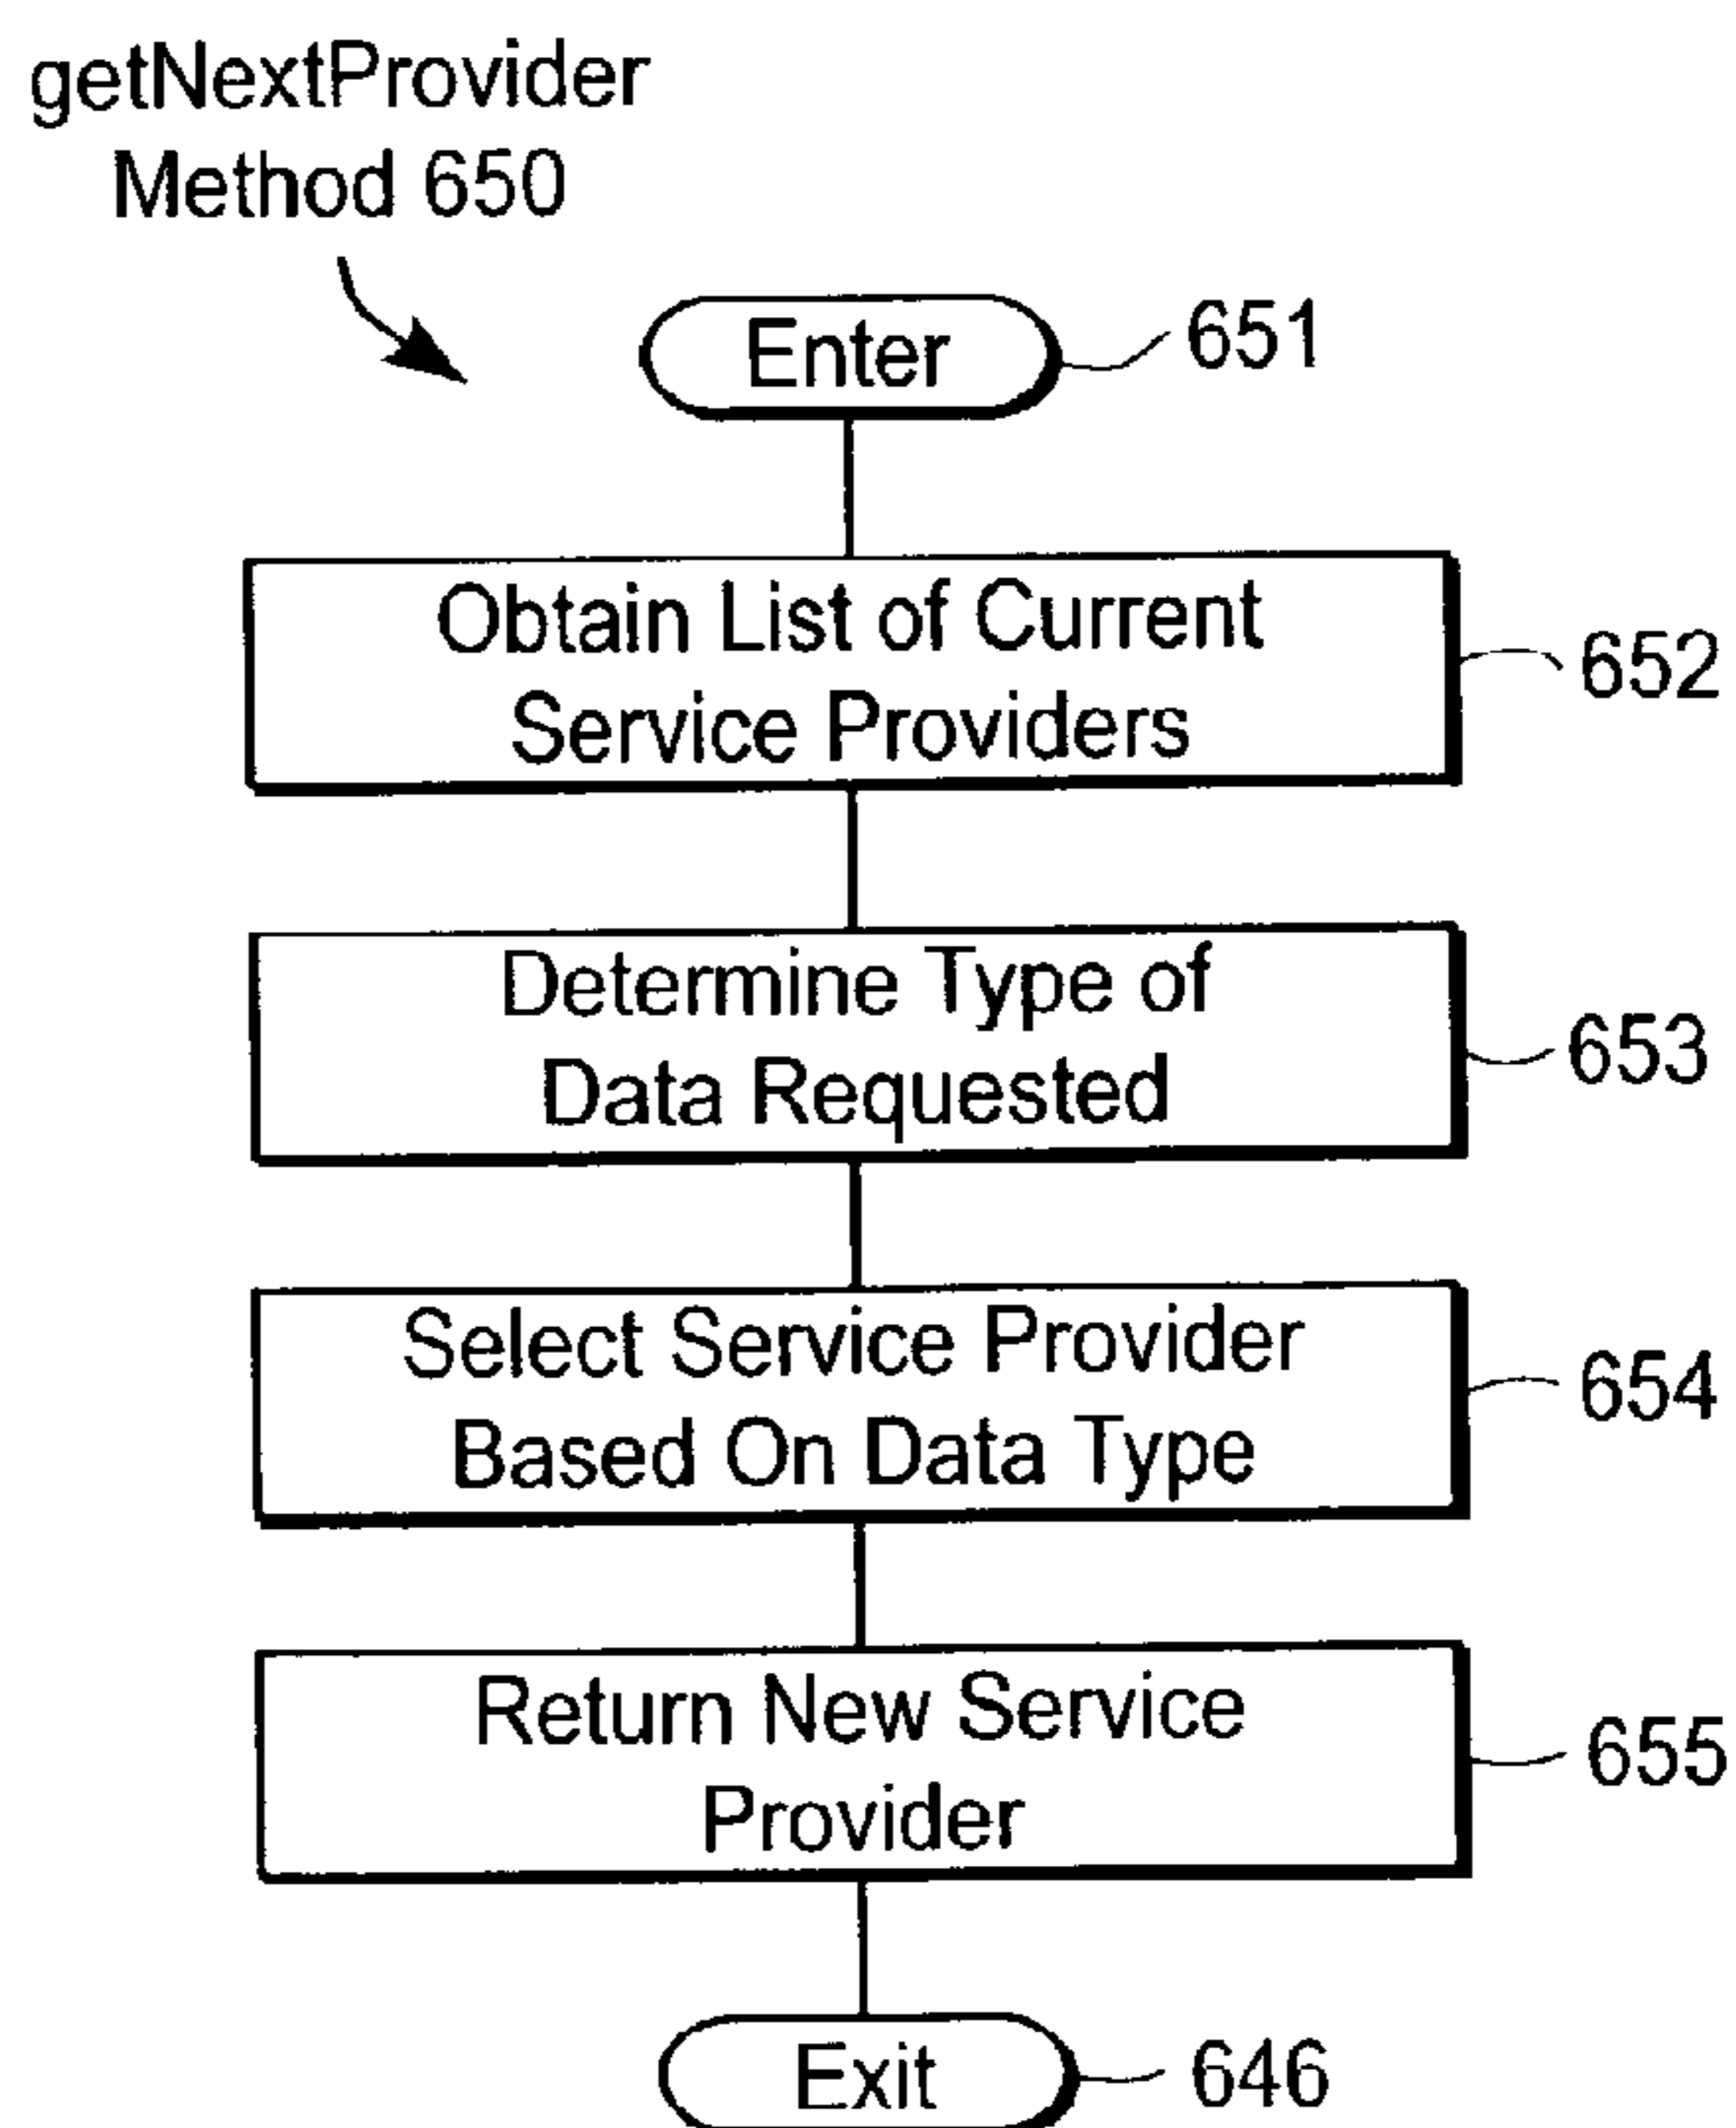 getNextProvider
Method 650
Enter
651
Obtain List of Current
Service Providers
652
Determine Type of
Data Requested
653
Select Service Provider
Based On Data Type
654
Return New Service
Provider
655
Exit
646